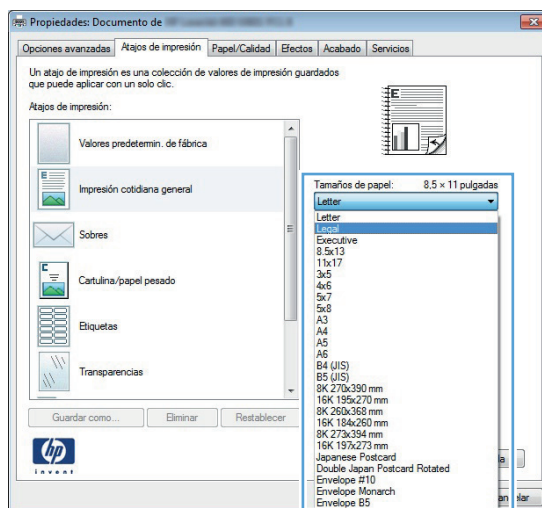 Propiedades: Documento de
Opciones avanzadas Atajos de impresión Papel/Calidad Efectos Acabado Servicios
Un atajo de impresión es una colección de valores de impresión guardados
que puede aplicar con un solo clic.
Atajos de impresión:
Valores predetermin. de fábrica
Impresión cotidiana general
Sobres
Cartulina/papel pesado
Etiquetas
Transparencias
Guardar como... Eliminar Restablecer
hp
invent
E
E
C
Tamaños de papel: 8,5 × 11 pulgadas
Letter
Letter
Legal
Executive
8.5x13
11x17
3x5
4x6
5x7
5x8
A3
A4
A5
A6
B4 (JIS)
B5 (JIS)
8K 270x390 mm
16K 195x270 mm
8K 260x368 mm
16K 184x260 mm
8K 273x394 mm
16K 197x273 mm
Japanese Postcard
Double Japan Postcard Rotated
Envelope #10
Envelope Monarch
Envelope B5